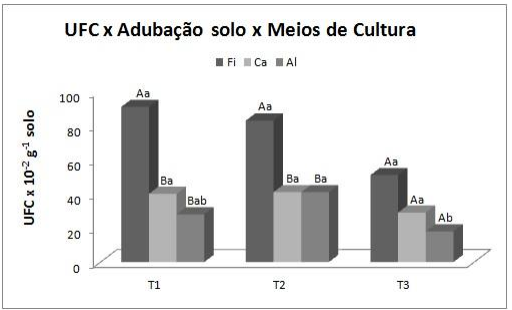 UFC x Adubação solo x Meios de Cultura
Fi Ca Al
UFC x 10⁻² g⁻¹ solo
100
80
60
40
20
0
Aa
Ba
Bab
Aa
Ba
Ba
Aa
Aa
Ab
T1
T2
T3